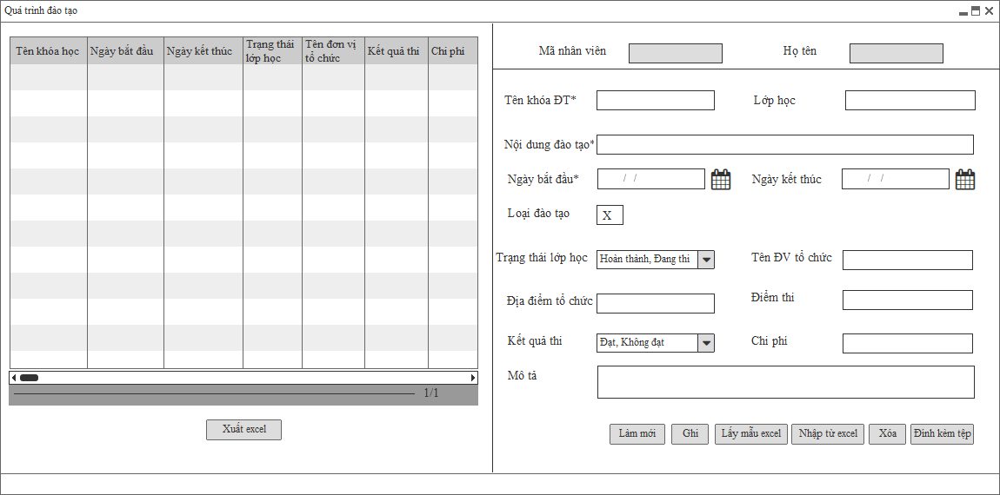 Quá trình đào tạo
Tên khóa học Ngày bắt đầu Ngày kết thúc Trạng thái lớp học Tên đơn vị tổ chức Kết quả thi Chi phí
1/1
Xuất excel
Mã nhân viên Họ tên
Tên khóa ĐT* Lớp học
Nội dung đào tạo*
Ngày bắt đầu* / / Ngày kết thúc / /
Loại đào tạo X
Trạng thái lớp học Hoàn thành, Đang thi Tên ĐV tổ chức
Địa điểm tổ chức Điểm thi
Kết quả thi Đạt, Không đạt Chi phí
Mô tả
Làm mới Ghi Lấy mẫu excel Nhập từ excel Xóa Đính kèm tệp